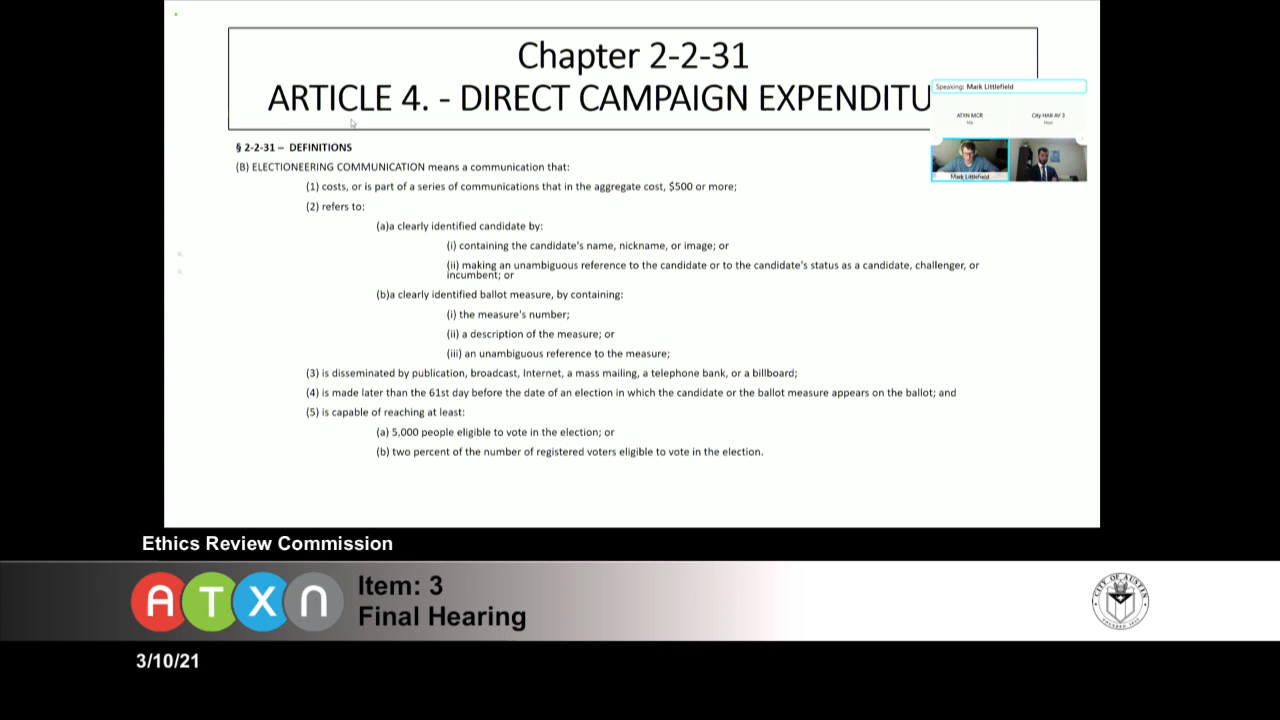 Chapter 2-2-31
ARTICLE 4. - DIRECT CAMPAIGN EXPENDITU
Speaking: Mark Littlefield
ATXN MCR
Me
City Hall AV 3
Host
Mark Littlefield
§ 2-2-31 – DEFINITIONS
(B) ELECTIONEERING COMMUNICATION means a communication that:
(1) costs, or is part of a series of communications that in the aggregate cost, $500 or more;
(2) refers to:
(a)a clearly identified candidate by:
(i) containing the candidate's name, nickname, or image; or
(ii) making an unambiguous reference to the candidate or to the candidate's status as a candidate, challenger, or
incumbent; or
(b)a clearly identified ballot measure, by containing:
(i) the measure's number;
(ii) a description of the measure; or
(iii) an unambiguous reference to the measure;
(3) is disseminated by publication, broadcast, Internet, a mass mailing, a telephone bank, or a billboard;
(4) is made later than the 61st day before the date of an election in which the candidate or the ballot measure appears on the ballot; and
(5) is capable of reaching at least:
(a) 5,000 people eligible to vote in the election; or
(b) two percent of the number of registered voters eligible to vote in the election.
Ethics Review Commission
ATXN
Item: 3
Final Hearing
CITY OF AUSTIN
3/10/21